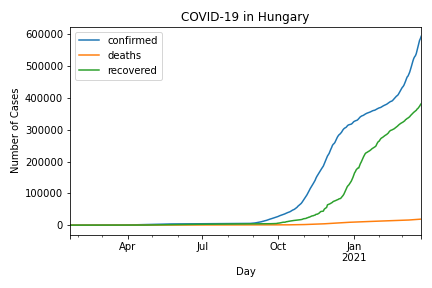 COVID-19 in Hungary
confirmed
deaths
recovered
600000
500000
400000
300000
200000
100000
0
Number of Cases
Apr
Jul
Oct
Jan
2021
Day